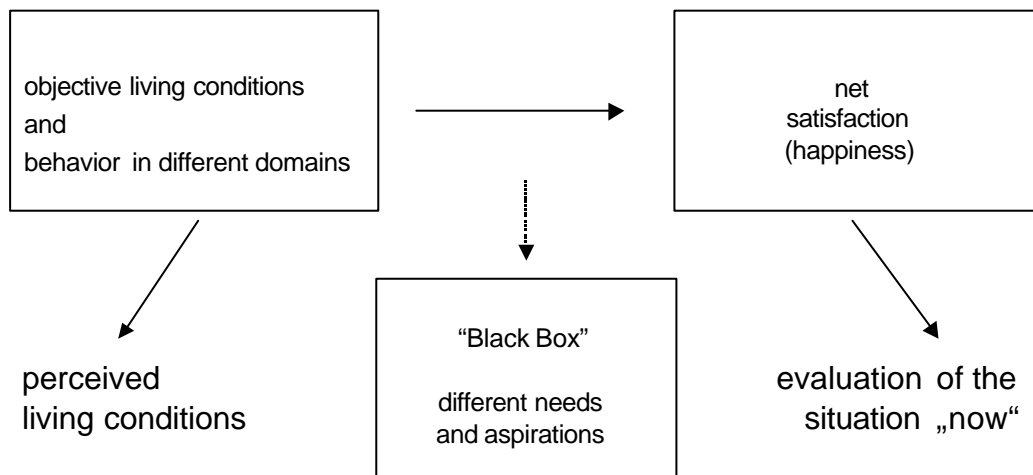 objective living conditions
and
behavior in different domains
net
satisfaction
(happiness)
“Black Box”
different needs
and aspirations
perceived
living conditions
evaluation of the
situation „now“